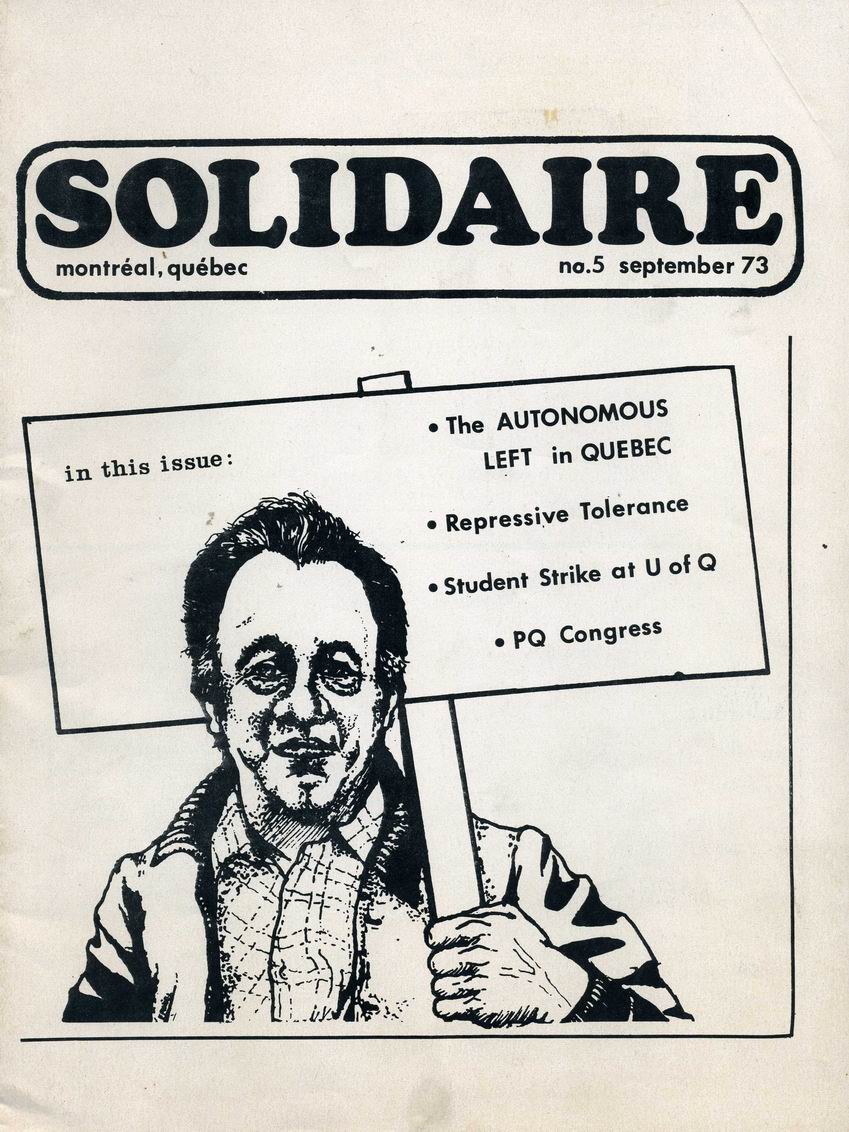 SOLIDAIRE
montréal, québec
no.5 september 73
in this issue:
• The AUTONOMOUS
LEFT in QUEBEC
• Repressive Tolerance
• Student Strike at U of Q
• PQ Congress